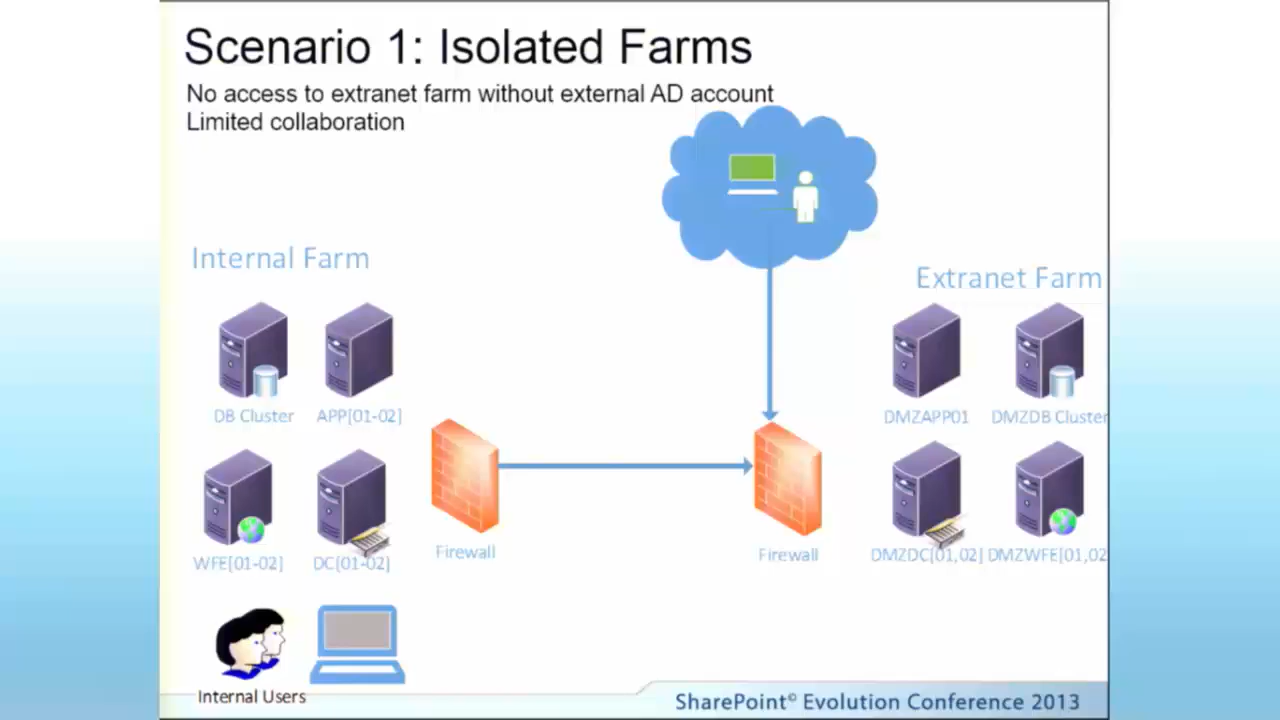 Scenario 1: Isolated Farms
No access to extranet farm without external AD account
Limited collaboration
Internal Farm
Extranet Farm
DB Cluster
APP[01-02]
DMZAPP01
DMZDB Cluster
WFE[01-02]
DC[01-02]
Firewall
Firewall
DMZDC[01,02]
DMZWFE[01,02
Internal Users
SharePoint© Evolution Conference 2013